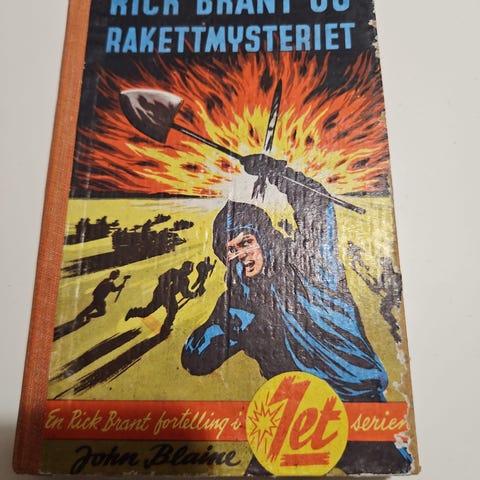 RICK BRANT OG
RAKETTMYSTERIET
En Rick Brant fortelling i Jet serien
John Blaine